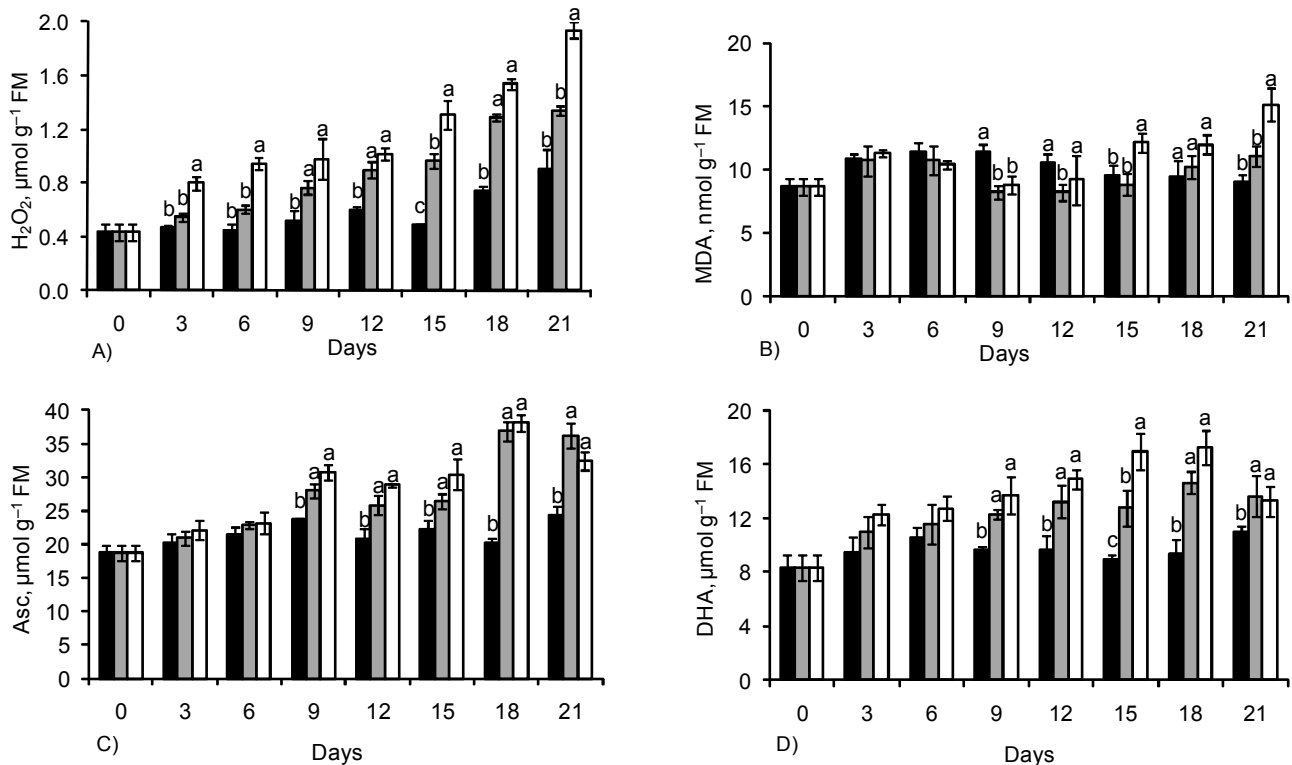 H₂O₂, µmol g⁻¹ FM
2.0
1.6
1.2
0.8
0.4
0.0
b b a
b b a
b b a
b a a
c b a
b a a
b b a
0 3 6 9 12 15 18 21
A)
Days
MDA, nmol g⁻¹ FM
20
15
10
5
0
a b b
a b a
b b a
a a a
b b a
0 3 6 9 12 15 18 21
B)
Days
Asc, µmol g⁻¹ FM
40
35
30
25
20
15
10
5
0
b a a
b a a
b a a
b a a
b a a
0 3 6 9 12 15 18 21
C)
Days
DHA, µmol g⁻¹ FM
20
16
12
8
4
0
b a a
b a a
c b a
b a a
b a a
0 3 6 9 12 15 18 21
D)
Days